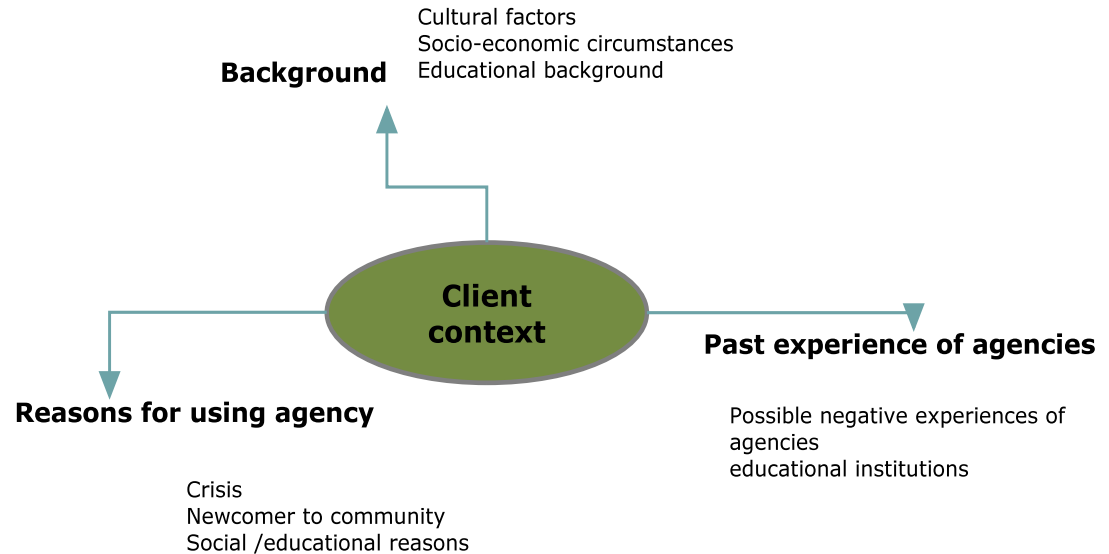 Cultural factors
Socio-economic circumstances
Educational background
Background
Client
context
Past experience of agencies
Possible negative experiences of
agencies
educational institutions
Reasons for using agency
Crisis
Newcomer to community
Social /educational reasons